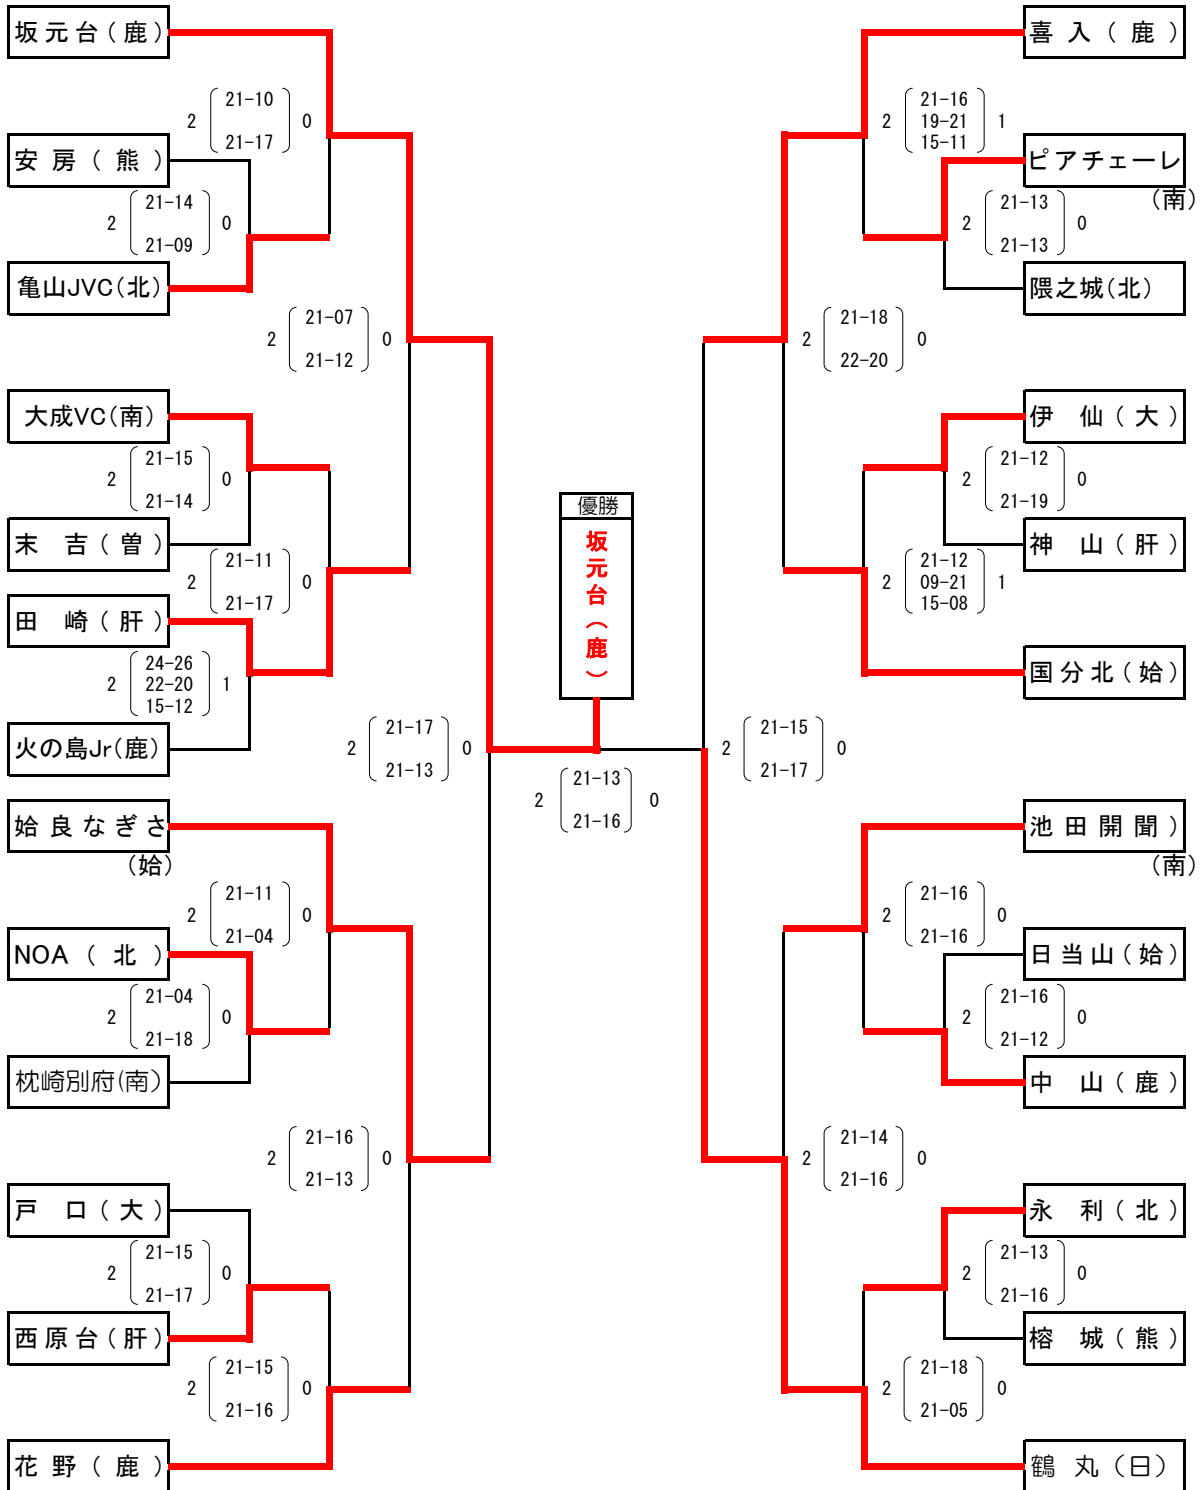 坂元台（鹿）
2 21-10 0
21-17
安房（熊）
2 21-14 0
21-09
亀山JVC（北）
2 21-07 0
21-12
大成VC（南）
2 21-15 0
21-14
末吉（曽）
2 21-11 0
21-17
田崎（肝）
2 24-26 1
22-20
15-12
火の島Jr（鹿）
2 21-17 0
21-13
姶良なぎさ
（姶）
2 21-11 0
21-04
NOA（北）
2 21-04 0
21-18
枕崎別府（南）
2 21-16 0
21-13
戸口（大）
2 21-15 0
21-17
西原台（肝）
2 21-15 0
21-16
花野（鹿）
優勝
坂元台（鹿）
2 21-13 0
21-16
喜入（鹿）
2 21-16 1
19-21
15-11
ピアチェーレ
（南）
2 21-13 0
21-13
隈之城（北）
2 21-18 0
22-20
伊仙（大）
2 21-12 0
21-19
神山（肝）
2 21-12 1
09-21
15-08
国分北（姶）
2 21-15 0
21-17
池田開聞）
（南）
2 21-16 0
21-16
日当山（姶）
2 21-16 0
21-12
中山（鹿）
2 21-14 0
21-16
永利（北）
2 21-13 0
21-16
榕城（熊）
2 21-18 0
21-05
鶴丸（日）